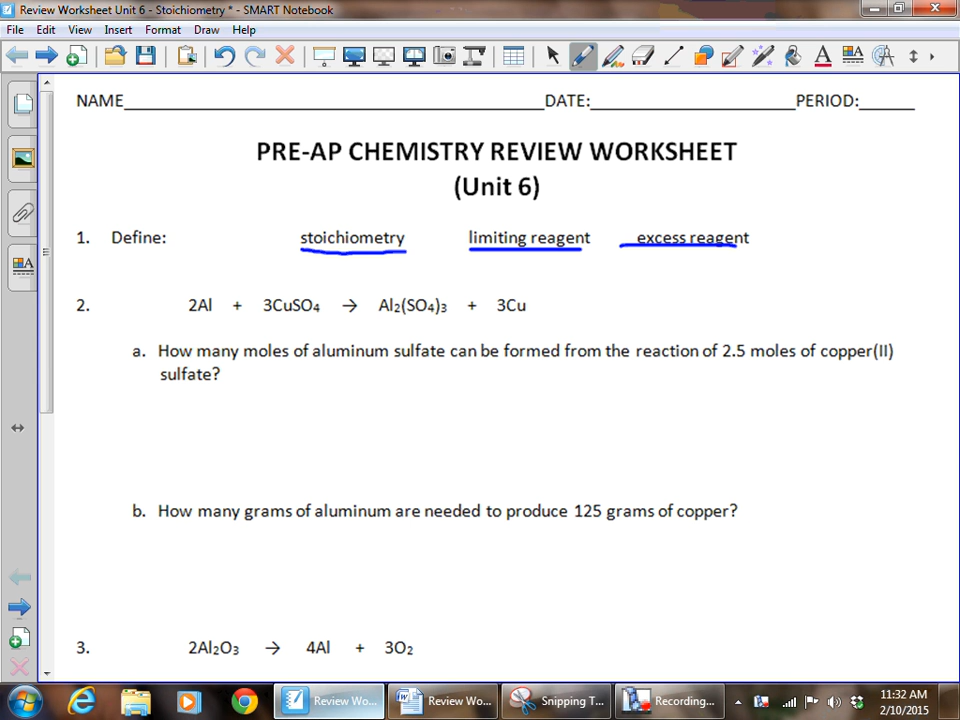 Review Worksheet Unit 6 - Stoichiometry * - SMART Notebook
File Edit View Insert Format Draw Help
NAME DATE: PERIOD:
PRE-AP CHEMISTRY REVIEW WORKSHEET
(Unit 6)
1. Define: stoichiometry limiting reagent excess reagent
2. 2Al + 3CuSO₄ → Al₂(SO₄)₃ + 3Cu
a. How many moles of aluminum sulfate can be formed from the reaction of 2.5 moles of copper(II)
sulfate?
b. How many grams of aluminum are needed to produce 125 grams of copper?
3. 2Al₂O₃ → 4Al + 3O₂
Review Wo... Review Wo... Snipping T... Recording... 11:32 AM
2/10/2015